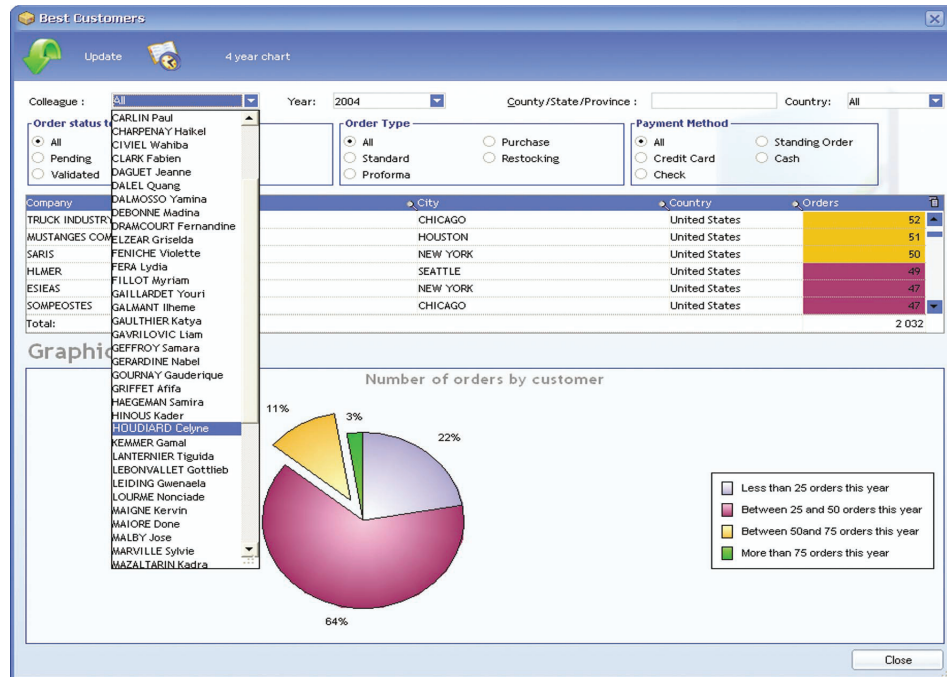 Best Customers
Update
4 year chart
Colleague :
All
Year:
2004
County/State/Province :
Country:
All
Order status t
All
Pending
Validated
Order Type
All
Standard
Proforma
Purchase
Restocking
Payment Method
All
Credit Card
Check
Standing Order
Cash
CARLIN Paul
CHARPENAY Haikel
CIVIEL Wahiba
CLARK Fabien
DAGUET Jeanne
DALEL Quang
DALMOSSO Yamina
DEBONNE Madina
DRAMCOURT Fernandine
ELZEAR Griselda
FENICHE Violette
FERA Lydia
FILLOT Myriam
GAILLARDET Youri
GALMANT Ilheme
GAULTHIER Katya
GAVRILOVIC Liam
GEFFROY Samara
GERARDINE Nabel
GOURNAY Gauderique
GRIFFET Afifa
HAEGEMAN Samira
HINOUS Kader
HOUDIARD Celyne
KEMMER Gamal
LANTERNIER Tiguida
LEBONVALLET Gottlieb
LEIDING Gwenaela
LOURME Nonciade
MAIGNE Kervin
MAIORE Done
MALBY Jose
MARVILLE Sylvie
MAZALTARIN Kadra
Company City Country Orders
TRUCK INDUSTRY CHICAGO United States 52
MUSTANGES COM HOUSTON United States 51
SARIS NEW YORK United States 50
HLMER SEATTLE United States 49
ESIEAS NEW YORK United States 47
SOMPEOSTES CHICAGO United States 47
Total: 2 032
Graphic
Number of orders by customer
11%
3%
22%
64%
Less than 25 orders this year
Between 25 and 50 orders this year
Between 50and 75 orders this year
More than 75 orders this year
Close